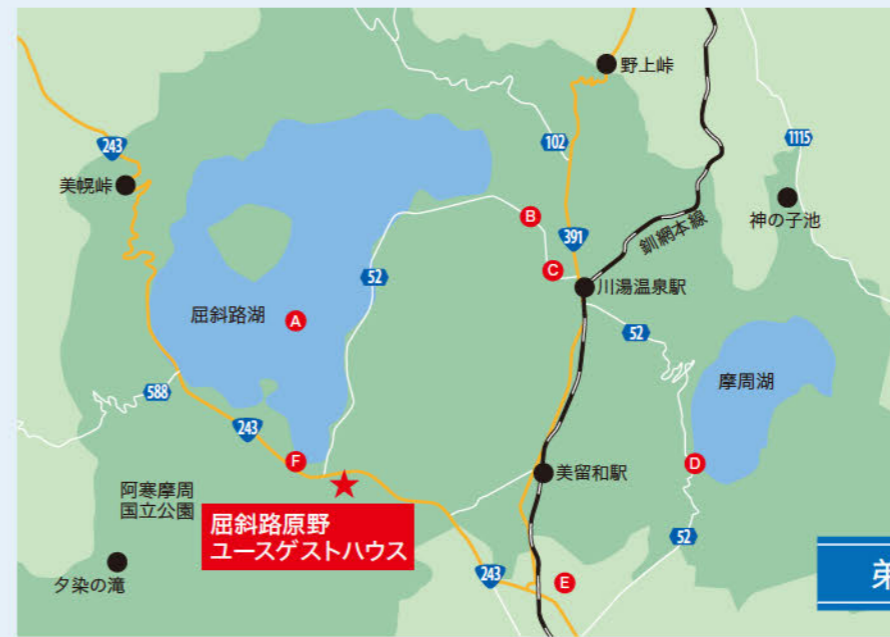 野上峠
1115
102
243
美幌峠
神の子池
B
391
釧網本線
C
52
川湯温泉駅
屈斜路湖
A
52
摩周湖
588
243
F
D
美留和駅
阿寒摩周
国立公園
屈斜路原野
ユースゲストハウス
52
弟
夕染の滝
243
E